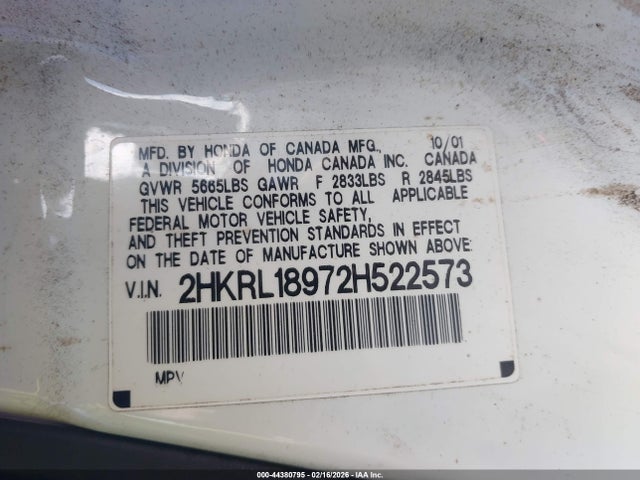 MFD. BY HONDA OF CANADA MFG., 10/01
A DIVISION OF HONDA CANADA INC. CANADA
GVWR 5665LBS GAWR F 2833LBS R 2845LBS
THIS VEHICLE CONFORMS TO ALL APPLICABLE
FEDERAL MOTOR VEHICLE SAFETY,
AND THEFT PREVENTION STANDARDS IN EFFECT
ON THE DATE OF MANUFACTURE SHOWN ABOVE:
V.I.N. 2HKRL18972H522573
MPV
000-44380795 - 02/16/2026 - IAA Inc.